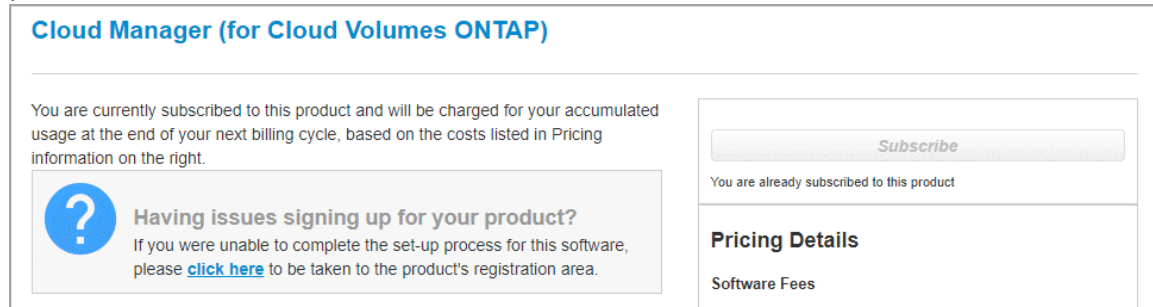 Cloud Manager (for Cloud Volumes ONTAP)
You are currently subscribed to this product and will be charged for your accumulated
usage at the end of your next billing cycle, based on the costs listed in Pricing
information on the right.
?
Having issues signing up for your product?
If you were unable to complete the set-up process for this software,
please click here to be taken to the product's registration area.
Subscribe
You are already subscribed to this product
Pricing Details
Software Fees